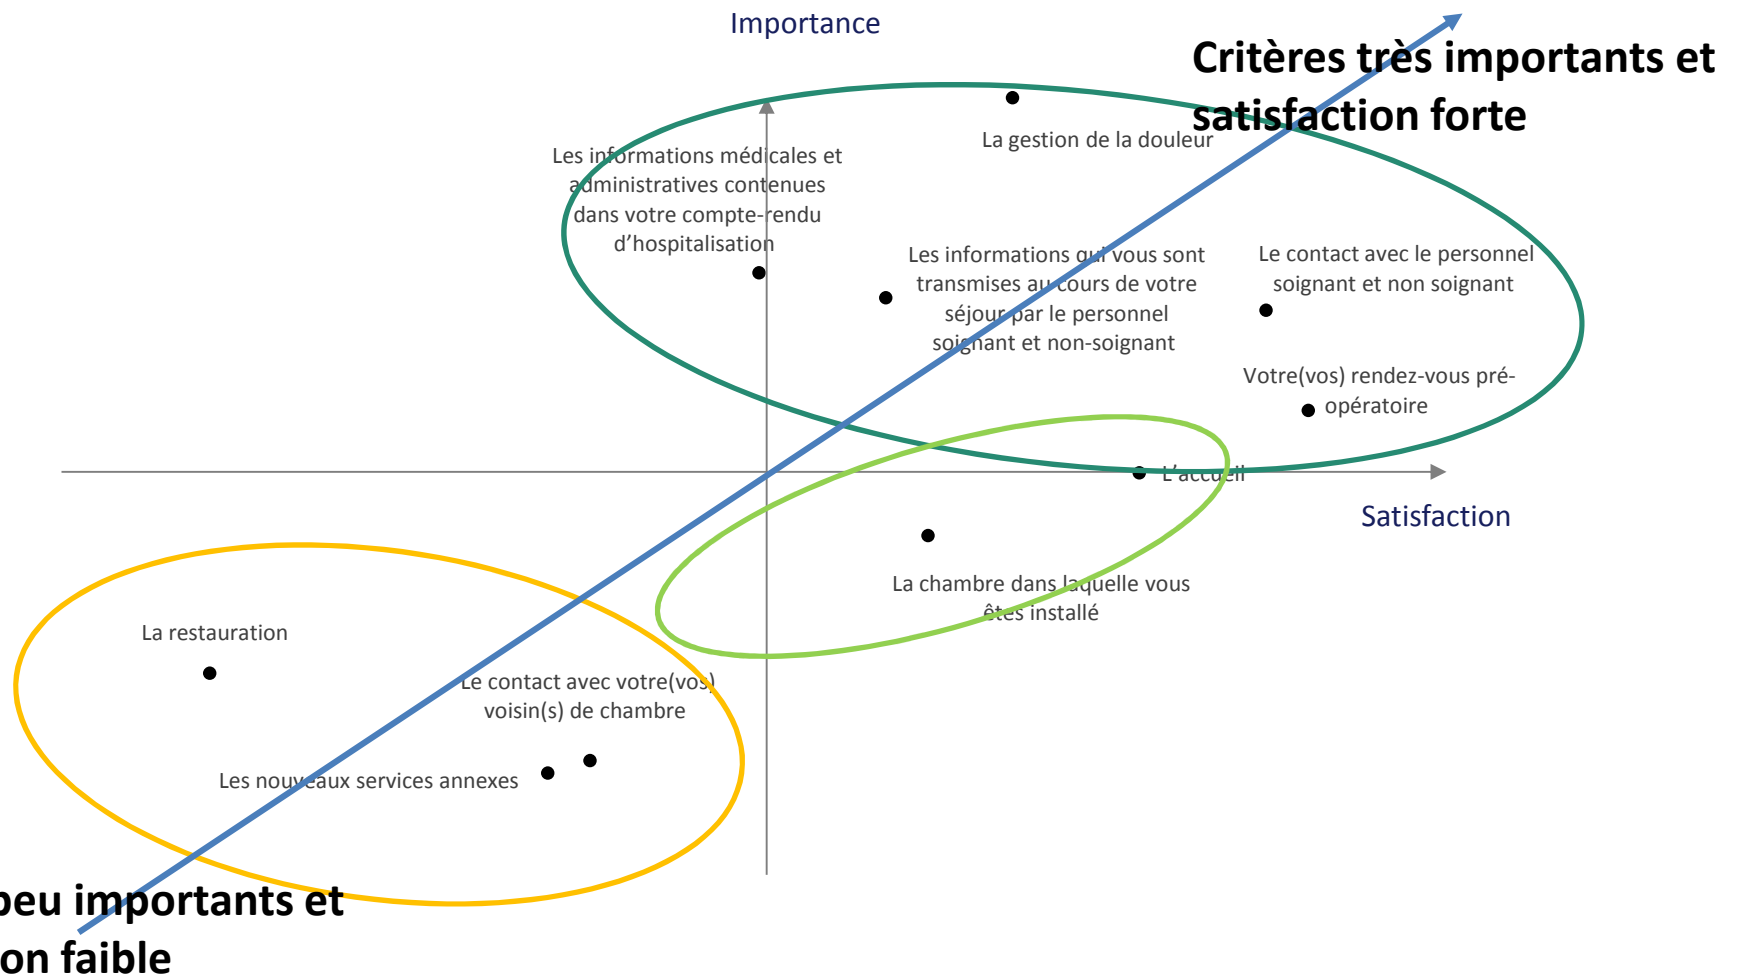 Importance
Critères très importants et
satisfaction forte
La gestion de la douleur
Les informations médicales et
administratives contenues
dans votre compte-rendu
d’hospitalisation
Les informations qui vous sont
transmises au cours de votre
séjour par le personnel
soignant et non-soignant
Le contact avec le personnel
soignant et non soignant
Votre(vos) rendez-vous pré-
opératoire
L’accueil
Satisfaction
La chambre dans laquelle vous
êtes installé
La restauration
Le contact avec votre(vos)
voisin(s) de chambre
Les nouveaux services annexes
peu importants et
on faible